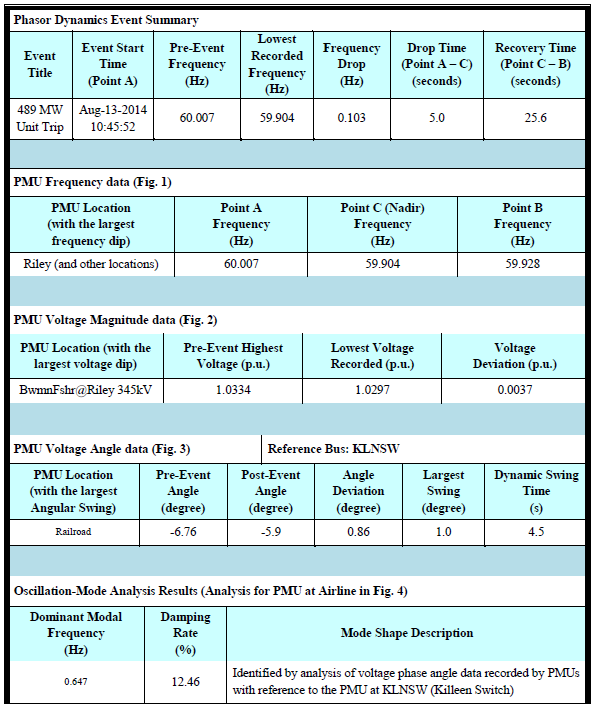 Phasor Dynamics Event Summary
Event Title
Event Start Time (Point A)
Pre-Event Frequency (Hz)
Lowest Recorded Frequency (Hz)
Frequency Drop (Hz)
Drop Time (Point A – C) (seconds)
Recovery Time (Point C – B) (seconds)
489 MW Unit Trip
Aug-13-2014 10:45:52
60.007
59.904
0.103
5.0
25.6
PMU Frequency data (Fig. 1)
PMU Location (with the largest frequency dip)
Point A Frequency (Hz)
Point C (Nadir) Frequency (Hz)
Point B Frequency (Hz)
Riley (and other locations)
60.007
59.904
59.928
PMU Voltage Magnitude data (Fig. 2)
PMU Location (with the largest voltage dip)
Pre-Event Highest Voltage (p.u.)
Lowest Voltage Recorded (p.u.)
Voltage Deviation (p.u.)
BwmnFshr@Riley 345kV
1.0334
1.0297
0.0037
PMU Voltage Angle data (Fig. 3)
Reference Bus: KLNSW
PMU Location (with the largest Angular Swing)
Pre-Event Angle (degree)
Post-Event Angle (degree)
Angle Deviation (degree)
Largest Swing (degree)
Dynamic Swing Time (s)
Railroad
-6.76
-5.9
0.86
1.0
4.5
Oscillation-Mode Analysis Results (Analysis for PMU at Airline in Fig. 4)
Dominant Modal Frequency (Hz)
Damping Rate (%)
Mode Shape Description
0.647
12.46
Identified by analysis of voltage phase angle data recorded by PMUs
with reference to the PMU at KLNSW (Killeen Switch)